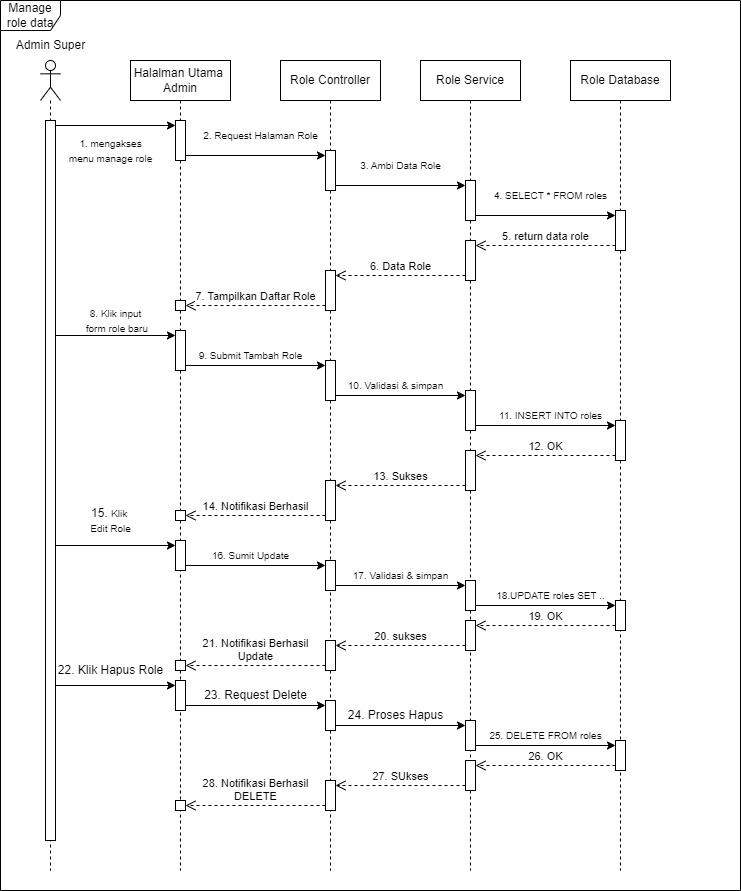 Manage
role data
Admin Super
Halalman Utama
Admin
Role Controller
Role Service
Role Database
1. mengakses
menu manage role
2. Request Halaman Role
3. Ambi Data Role
4. SELECT * FROM roles
5. return data role
6. Data Role
7. Tampilkan Daftar Role
8. Klik input
form role baru
9. Submit Tambah Role
10. Validasi & simpan
11. INSERT INTO roles
12. OK
13. Sukses
14. Notifikasi Berhasil
15. Klik
Edit Role
16. Sumit Update
17. Validasi & simpan
18.UPDATE roles SET ..
19. OK
20. sukses
21. Notifikasi Berhasil
Update
22. Klik Hapus Role
23. Request Delete
24. Proses Hapus
25. DELETE FROM roles
26. OK
27. SUkses
28. Notifikasi Berhasil
DELETE